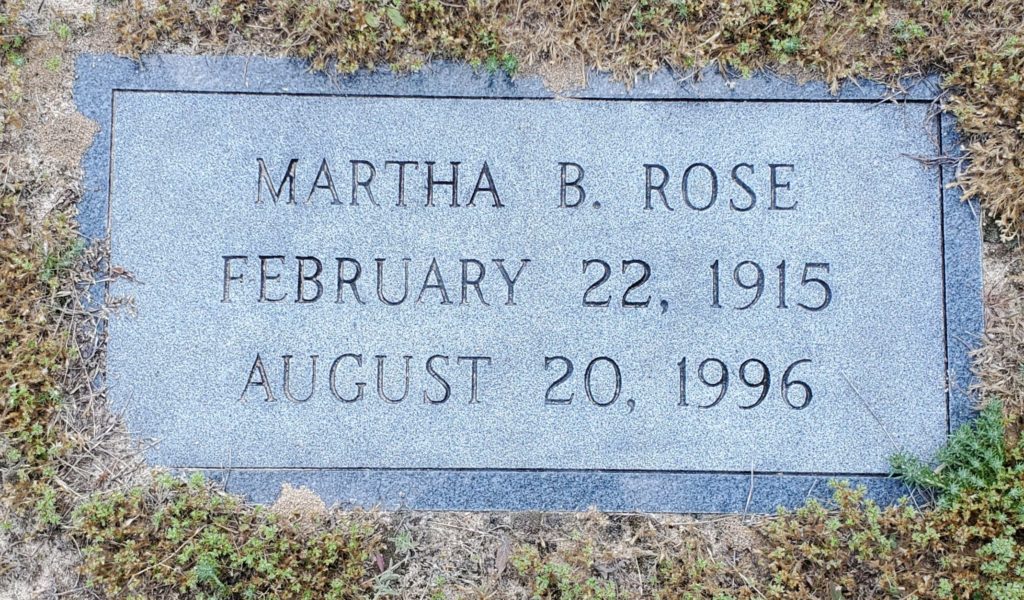 MARTHA B. ROSE
FEBRUARY 22, 1915
AUGUST 20, 1996